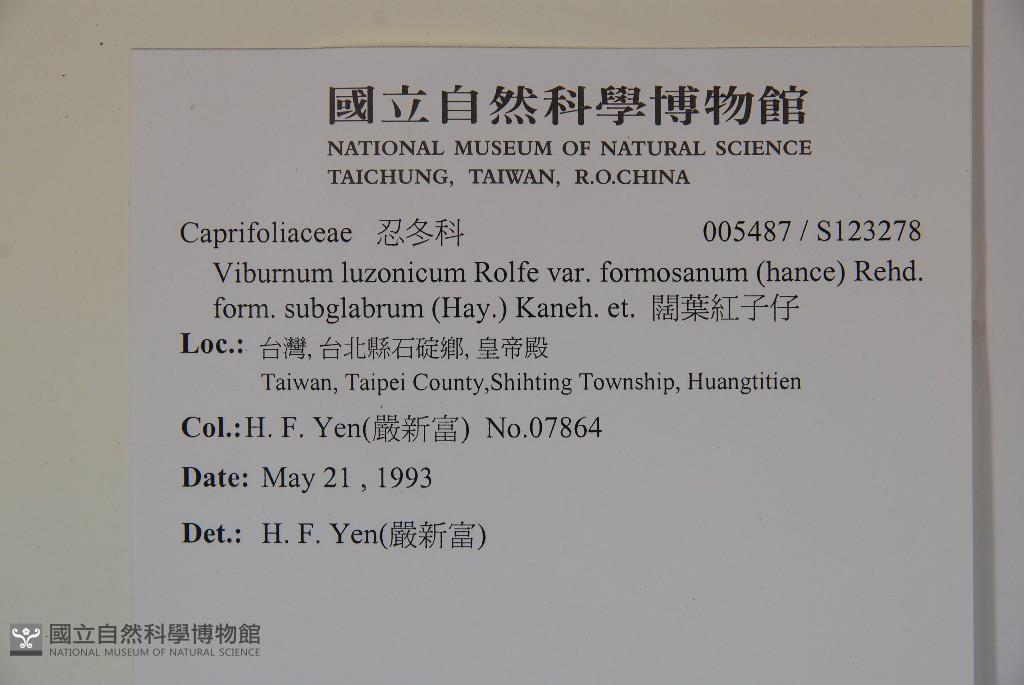 國立自然科學博物館
NATIONAL MUSEUM OF NATURAL SCIENCE
TAICHUNG, TAIWAN, R.O.CHINA
Caprifoliaceae 忍冬科 005487 / S123278
Viburnum luzonicum Rolfe var. formosanum (hance) Rehd.
form. subglabrum (Hay.) Kaneh. et. 闊葉紅子仔
Loc.: 台灣, 台北縣石碇鄉, 皇帝殿
Taiwan, Taipei County,Shihting Township, Huangtitien
Col.:H. F. Yen(嚴新富) No.07864
Date: May 21 , 1993
Det.: H. F. Yen(嚴新富)
國立自然科學博物館
NATIONAL MUSEUM OF NATURAL SCIENCE